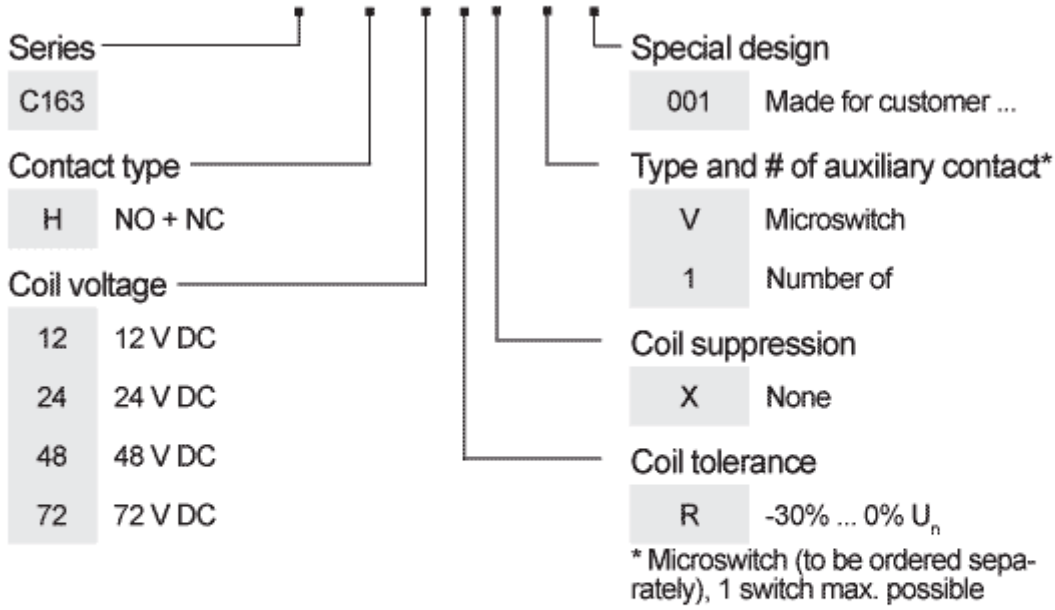 Series
C163
Contact type
H NO + NC
Coil voltage
12 12 V DC
24 24 V DC
48 48 V DC
72 72 V DC
Special design
001 Made for customer ...
Type and # of auxiliary contact*
V Microswitch
1 Number of
Coil suppression
X None
Coil tolerance
R -30% ... 0% Un
* Microswitch (to be ordered sepa-
rately), 1 switch max. possible